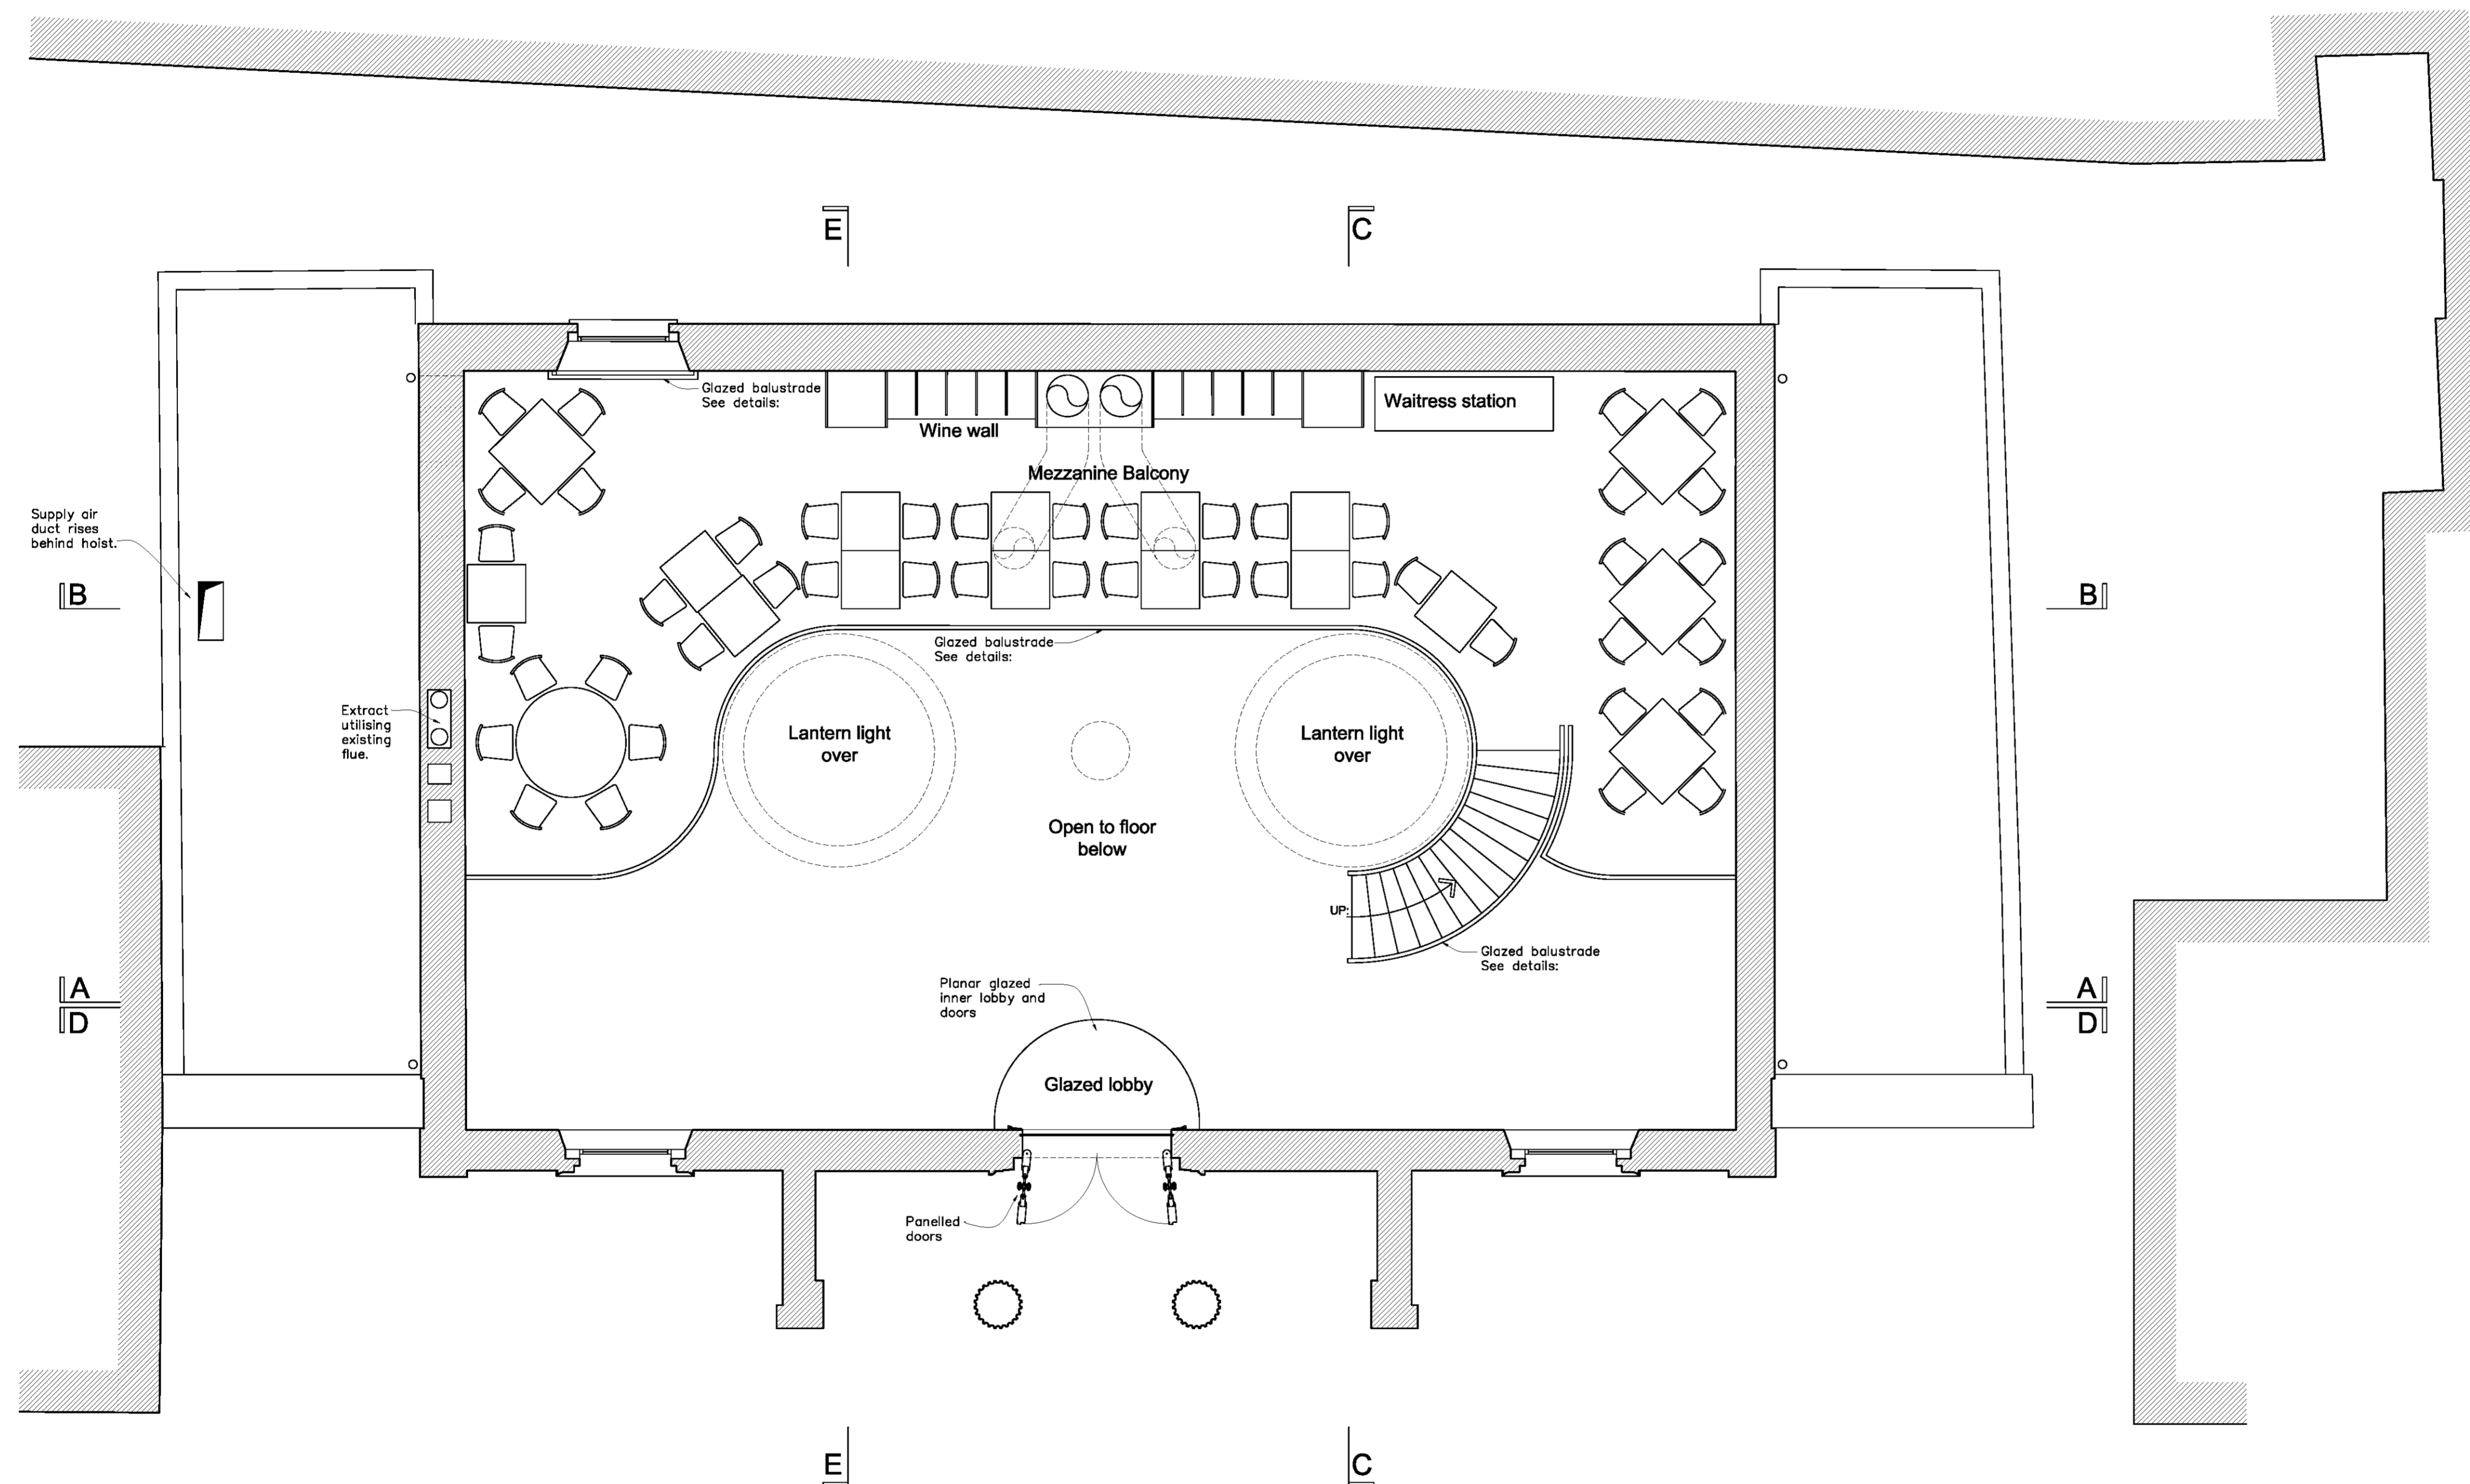 E
C
Glazed balustrade
See details:
Waitress station
Wine wall
Mezzanine Balcony
Supply air
duct rises
behind hoist.
B
B
Glazed balustrade
See details:
Extract
utilising
existing
flue.
Lantern light
over
Lantern light
over
Open to floor
below
UP:
Glazed balustrade
See details:
A
D
A
D
Planar glazed
inner lobby and
doors
Glazed lobby
Panelled
doors
E
C